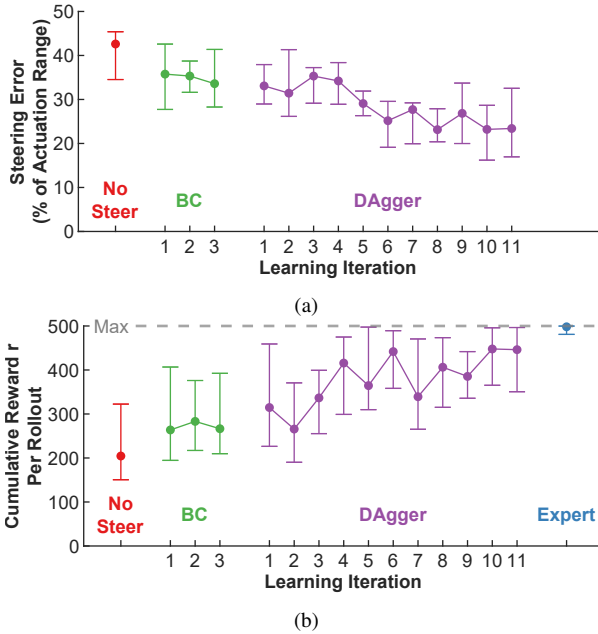 50
40
30
20
10
0
Steering Error
(% of Actuation Range)
No
Steer
BC
DAgger
1 2 3 1 2 3 4 5 6 7 8 9 10 11
Learning Iteration
(a)
500
400
300
200
100
0
Cumulative Reward r
Per Rollout
Max
No
Steer
BC
DAgger
Expert
1 2 3 1 2 3 4 5 6 7 8 9 10 11
Learning Iteration
(b)